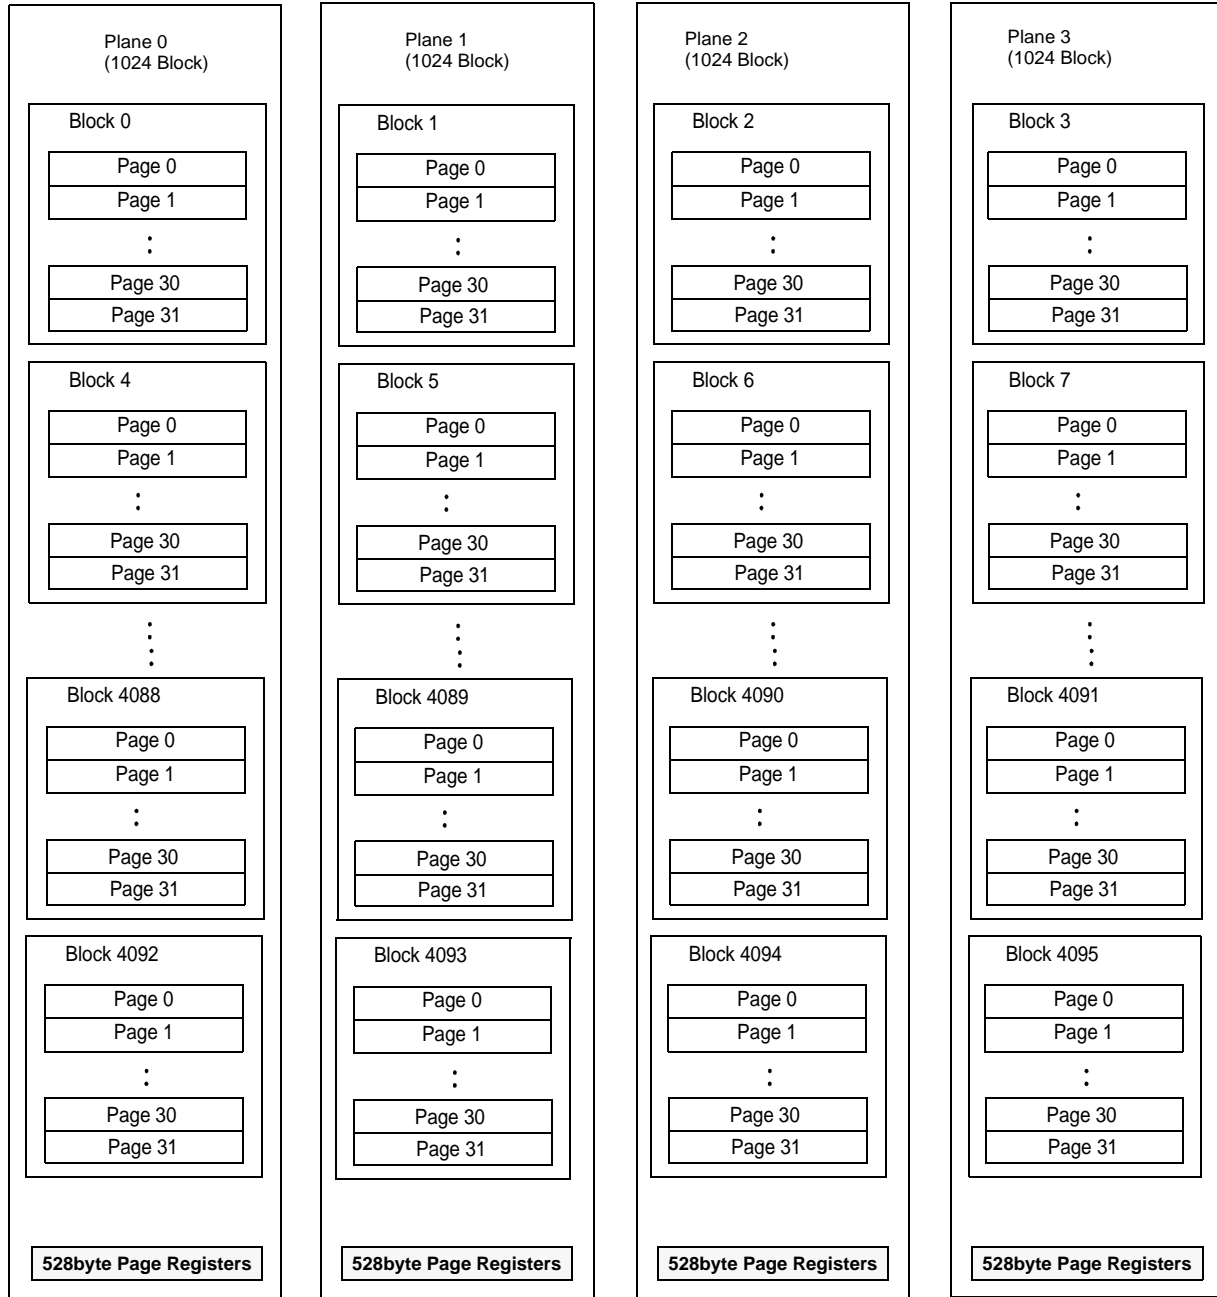 Plane 0
(1024 Block)
Block 0
Page 0
Page 1
Page 30
Page 31
Block 4
Page 0
Page 1
Page 30
Page 31
Block 4088
Page 0
Page 1
Page 30
Page 31
Block 4092
Page 0
Page 1
Page 30
Page 31
528byte Page Registers
Plane 1
(1024 Block)
Block 1
Page 0
Page 1
Page 30
Page 31
Block 5
Page 0
Page 1
Page 30
Page 31
Block 4089
Page 0
Page 1
Page 30
Page 31
Block 4093
Page 0
Page 1
Page 30
Page 31
528byte Page Registers
Plane 2
(1024 Block)
Block 2
Page 0
Page 1
Page 30
Page 31
Block 6
Page 0
Page 1
Page 30
Page 31
Block 4090
Page 0
Page 1
Page 30
Page 31
Block 4094
Page 0
Page 1
Page 30
Page 31
528byte Page Registers
Plane 3
(1024 Block)
Block 3
Page 0
Page 1
Page 30
Page 31
Block 7
Page 0
Page 1
Page 30
Page 31
Block 4091
Page 0
Page 1
Page 30
Page 31
Block 4095
Page 0
Page 1
Page 30
Page 31
528byte Page Registers